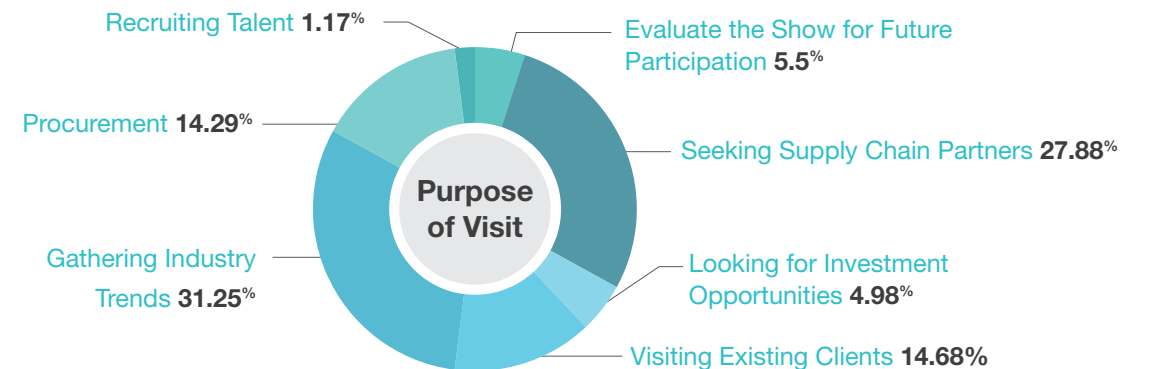 Recruiting Talent 1.17%
Evaluate the Show for Future
Participation 5.5%
Procurement 14.29%
Seeking Supply Chain Partners 27.88%
Purpose
of Visit
Gathering Industry
Trends 31.25%
Looking for Investment
Opportunities 4.98%
Visiting Existing Clients 14.68%